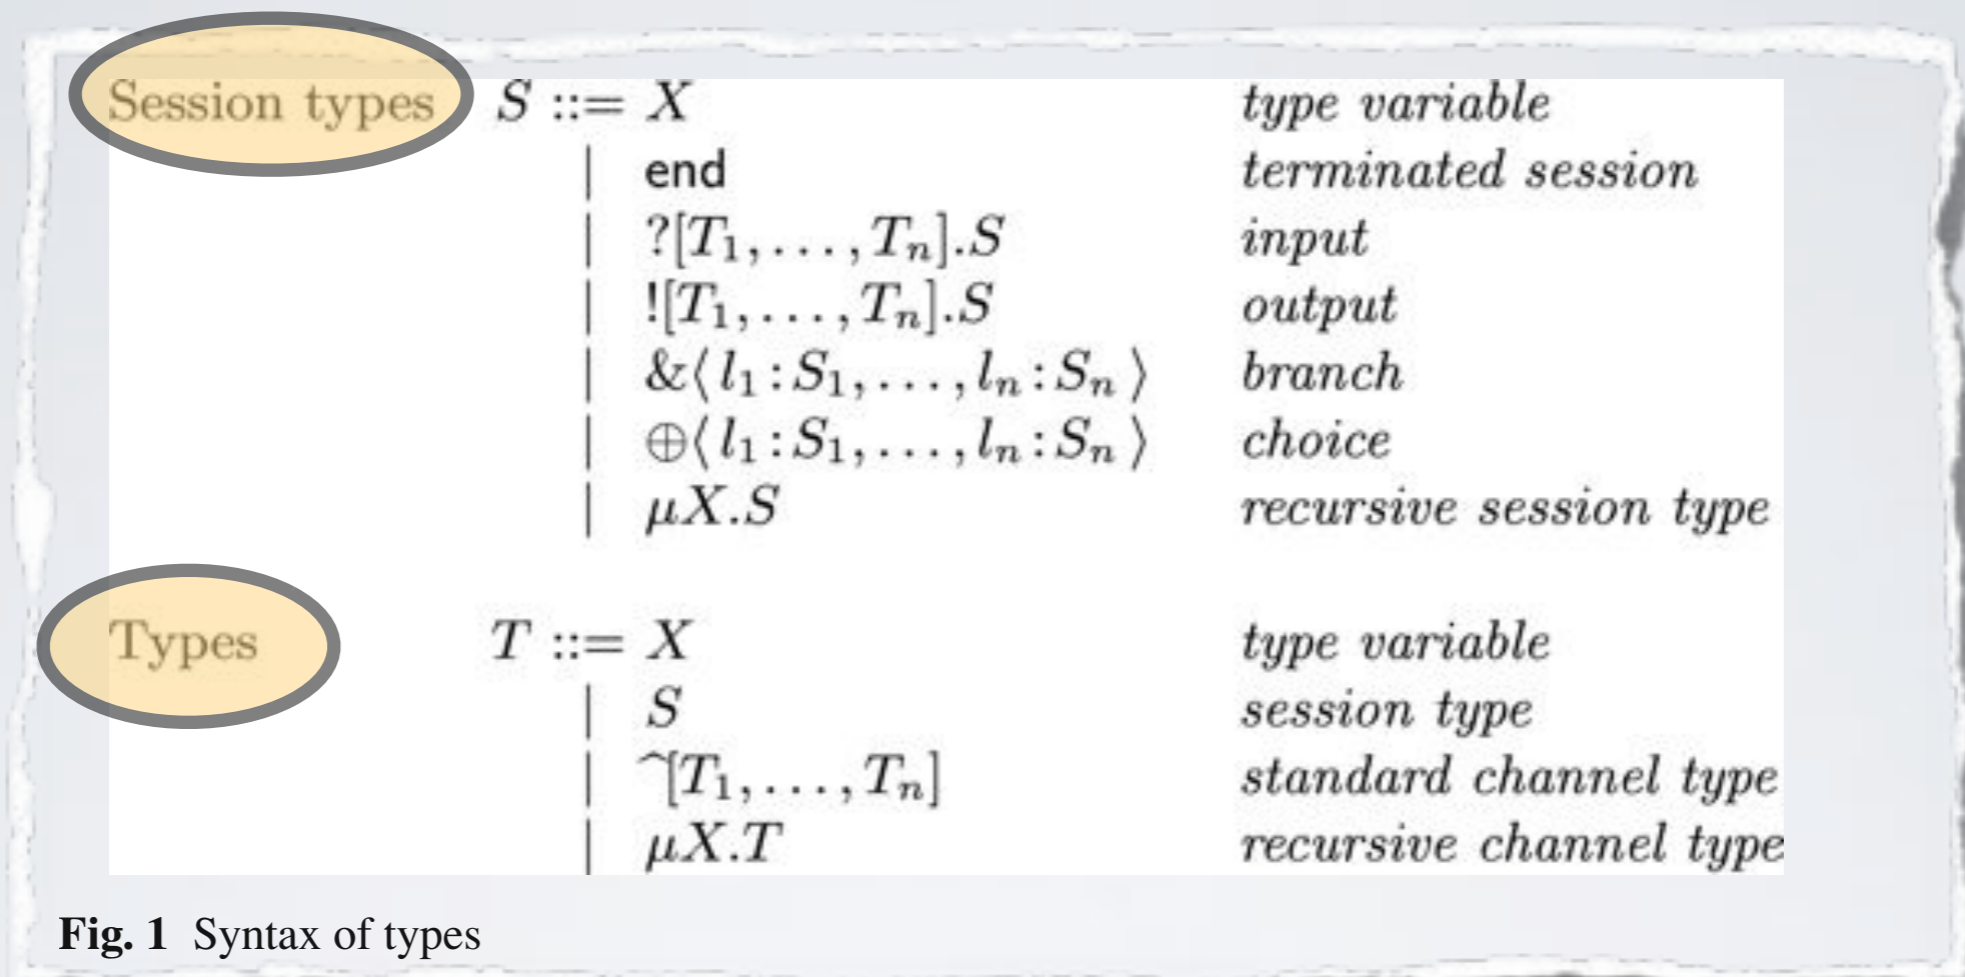 Session types S ::= X type variable
| end terminated session
| ?[T₁, . . . , Tₙ].S input
| ![T₁, . . . , Tₙ].S output
| &⟨ l₁ : S₁, . . . , lₙ : Sₙ ⟩ branch
| ⊕⟨ l₁ : S₁, . . . , lₙ : Sₙ ⟩ choice
| μX.S recursive session type
Types T ::= X type variable
| S session type
| ^[T₁, . . . , Tₙ] standard channel type
| μX.T recursive channel type
Fig. 1 Syntax of types